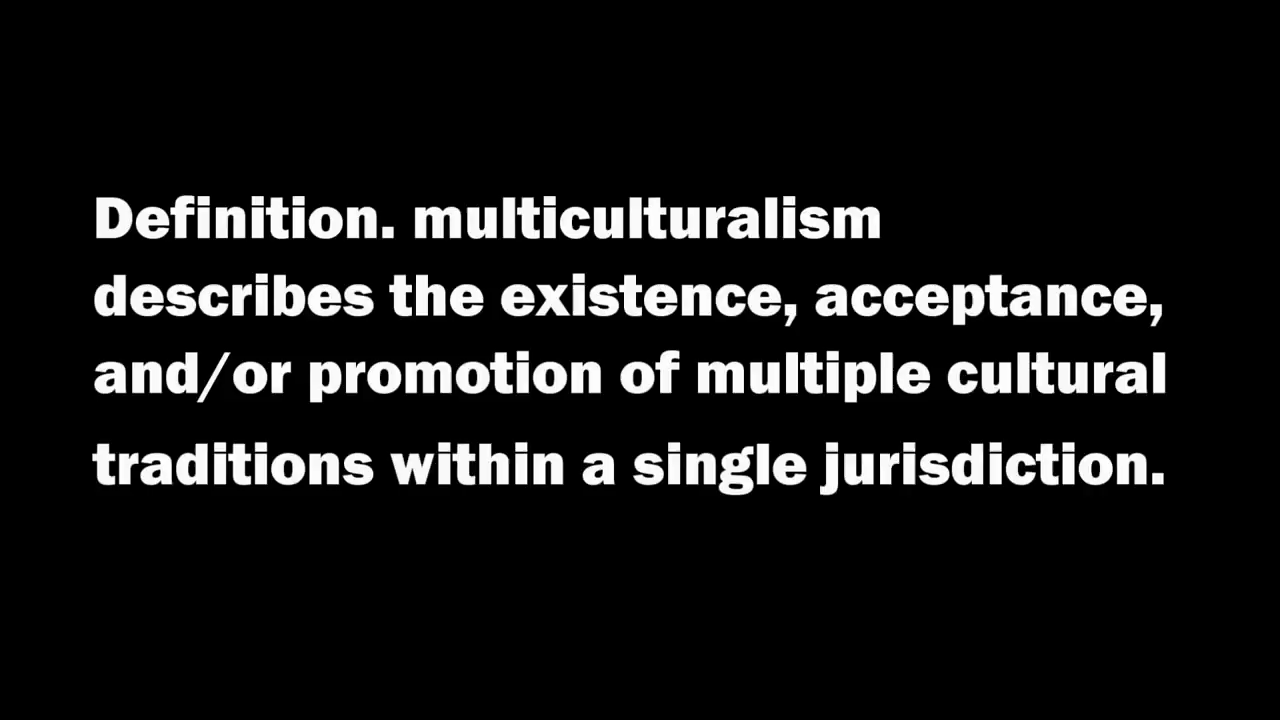 Definition. multiculturalism
describes the existence, acceptance,
and/or promotion of multiple cultural
traditions within a single jurisdiction.